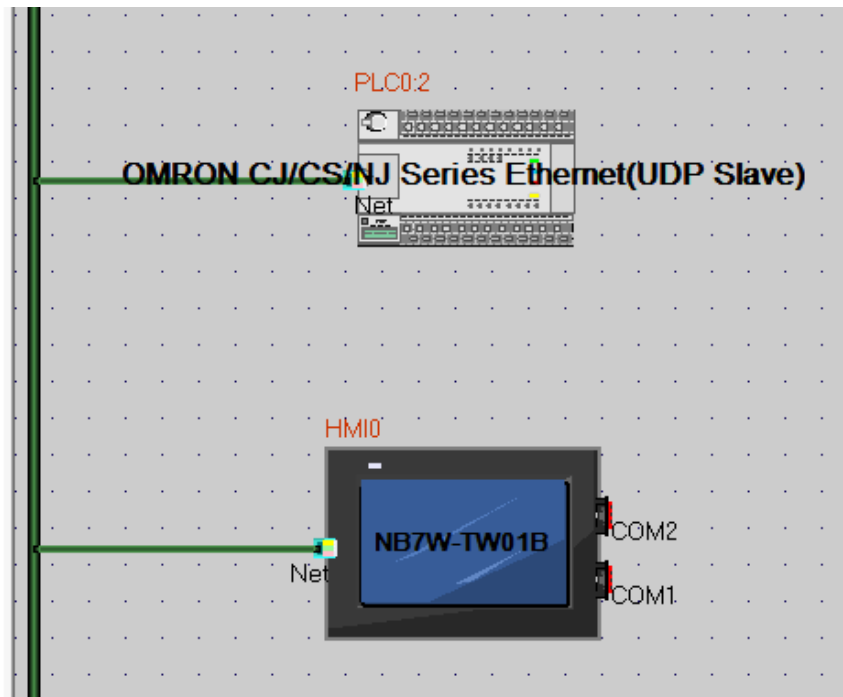 PLC0:2
OMRON CJ/CS/NJ Series Ethernet(UDP Slave)
Net
HMI0
NB7W-TW01B
COM2
Net
COM1